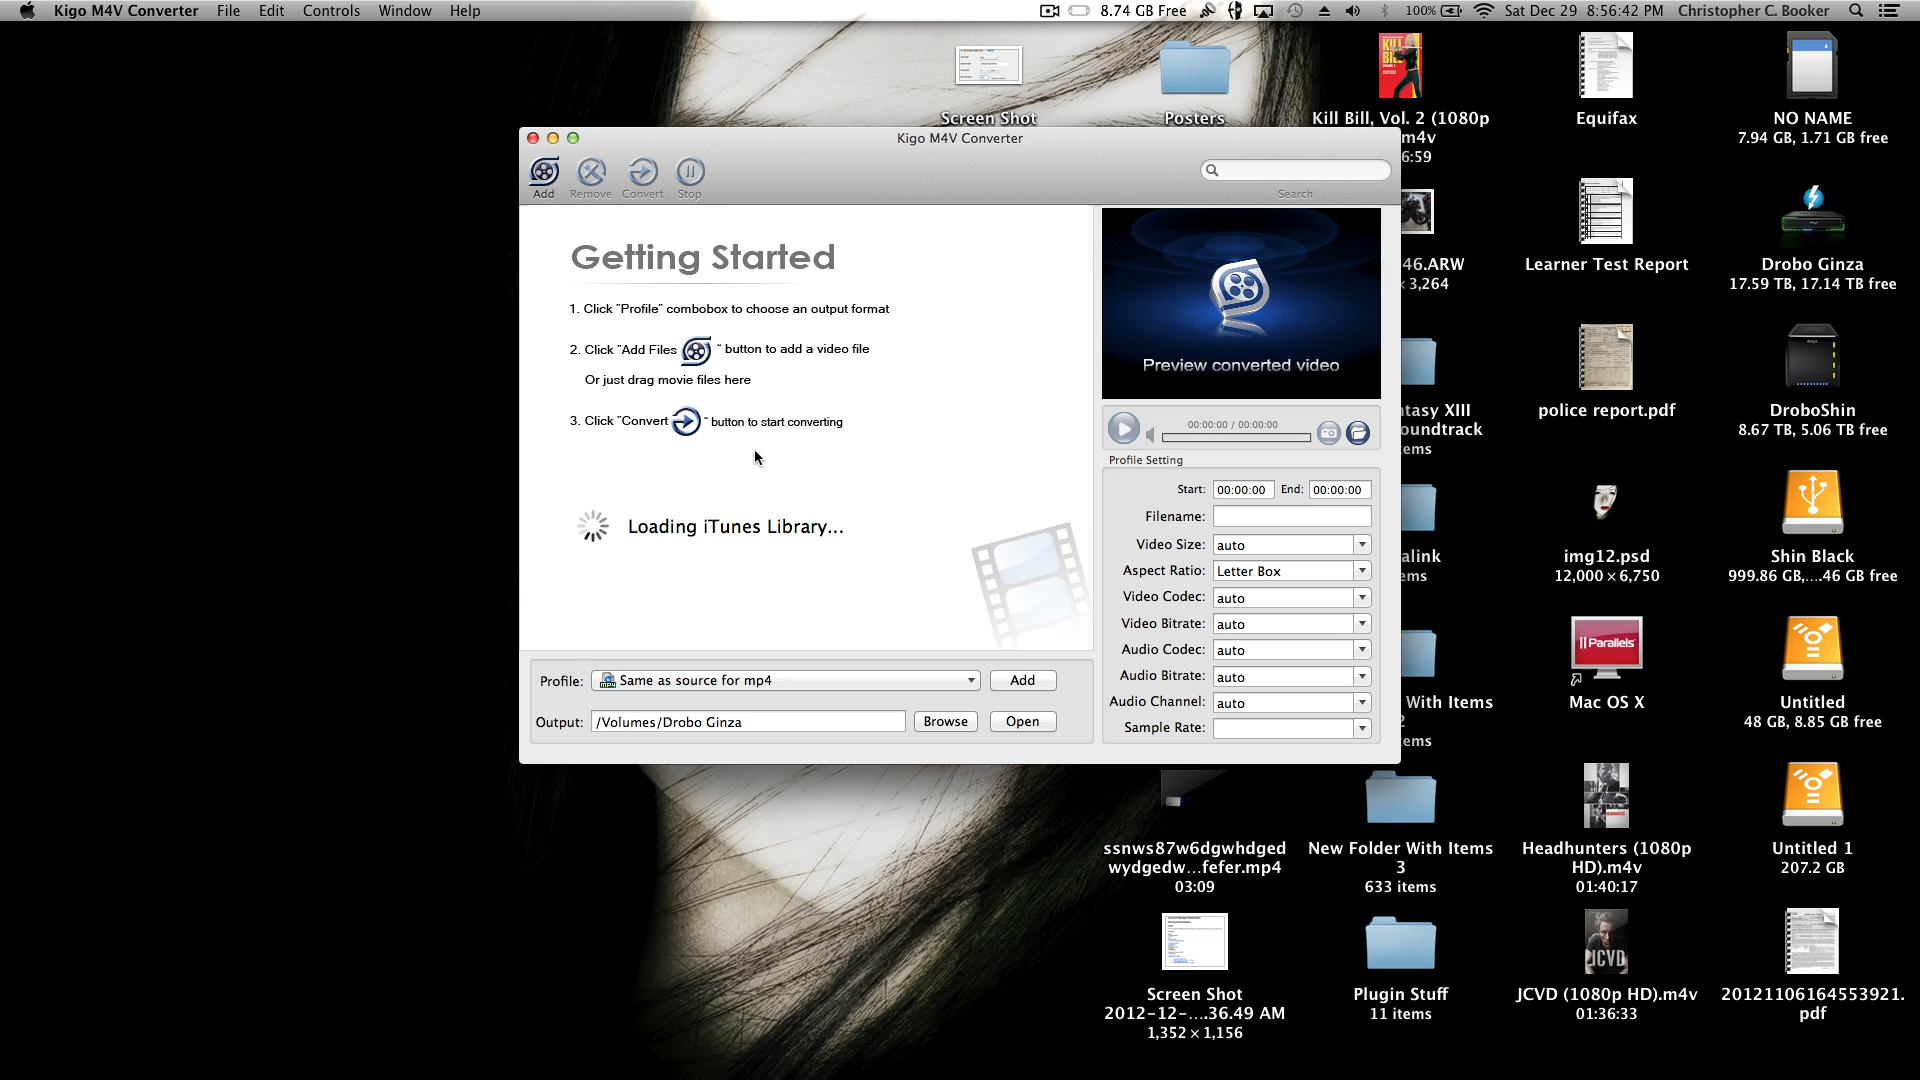 Kigo M4V Converter File Edit Controls Window Help
8.74 GB Free 100% Sat Dec 29 8:56:42 PM Christopher C. Booker
Screen Shot
Posters
Kill Bill, Vol. 2 (1080p
m4v
6:59
Equifax
NO NAME
7.94 GB, 1.71 GB free
Kigo M4V Converter
Add Remove Convert Stop
Search
Getting Started
1. Click "Profile" combobox to choose an output format
2. Click "Add Files " button to add a video file
Or just drag movie files here
3. Click "Convert " button to start converting
Loading iTunes Library...
Profile: Same as source for mp4 Add
Output: /Volumes/Drobo Ginza Browse Open
Preview converted video
00:00:00 / 00:00:00
Profile Setting
Start: 00:00:00 End: 00:00:00
Filename:
Video Size: auto
Aspect Ratio: Letter Box
Video Codec: auto
Video Bitrate: auto
Audio Codec: auto
Audio Bitrate: auto
Audio Channel: auto
Sample Rate:
46.ARW
x 3,264
Learner Test Report
Drobo Ginza
17.59 TB, 17.14 TB free
ntasy XIII
oundtrack
ems
police report.pdf
DroboShin
8.67 TB, 5.06 TB free
alink
ems
img12.psd
12,000 × 6,750
Shin Black
999.86 GB,....46 GB free
With Items
2
ems
Parallels
Mac OS X
Untitled
48 GB, 8.85 GB free
ssnws87w6dgwhdged
wydgedw...fefer.mp4
03:09
New Folder With Items
3
633 items
Headhunters (1080p
HD).m4v
01:40:17
Untitled 1
207.2 GB
Screen Shot
2012-12-....36.49 AM
1,352 × 1,156
Plugin Stuff
11 items
JCVD
JCVD (1080p HD).m4v
01:36:33
20121106164553921.
pdf